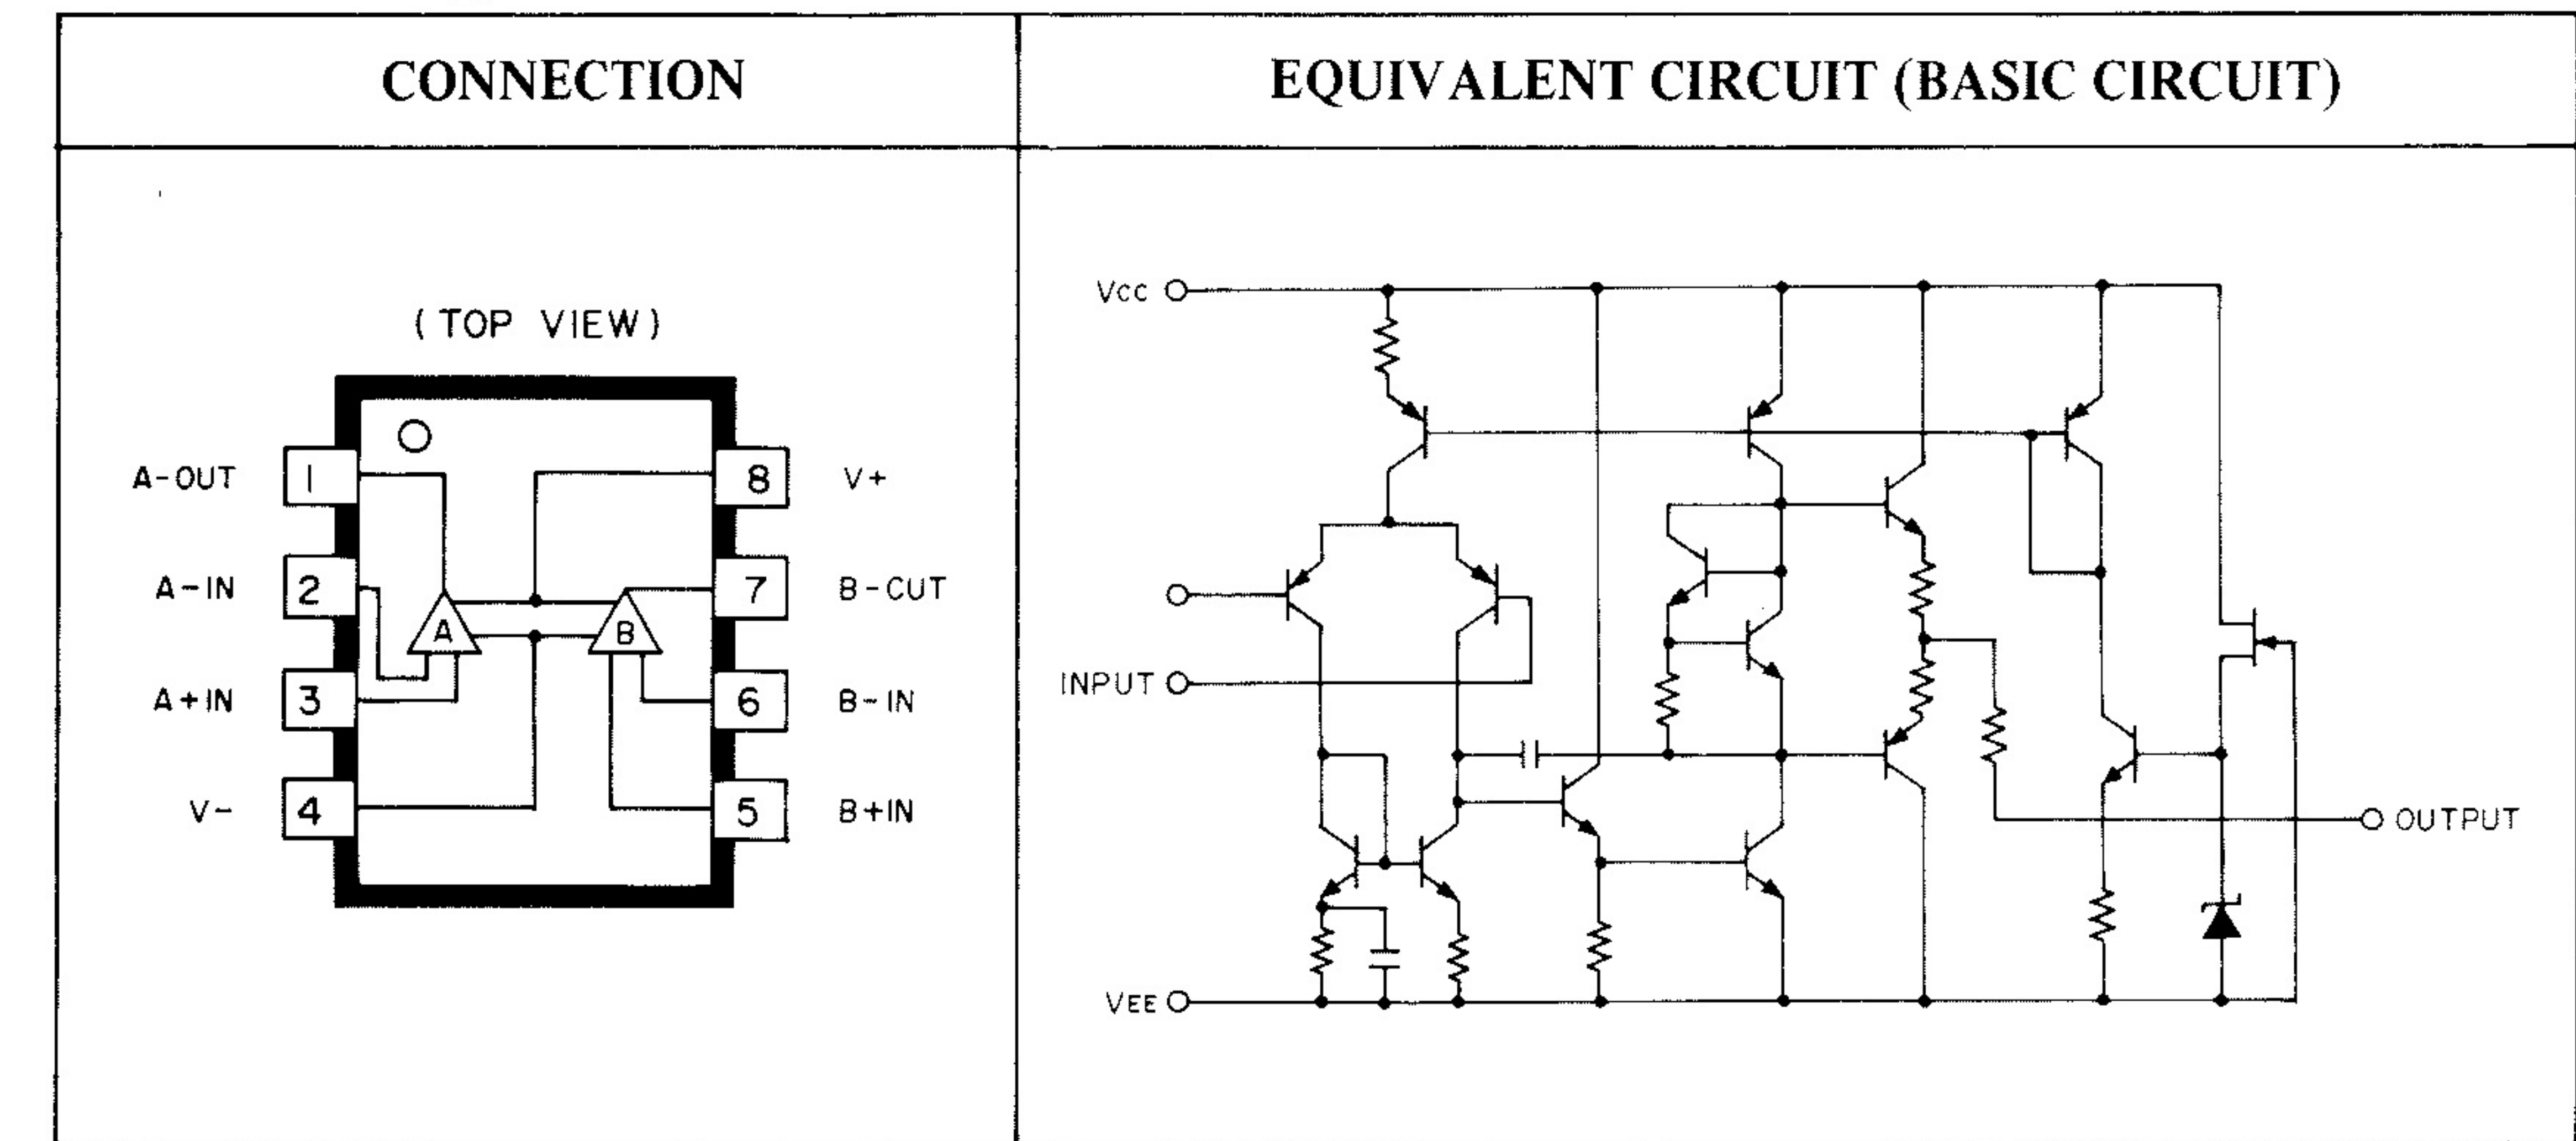 CONNECTION
EQUIVALENT CIRCUIT (BASIC CIRCUIT)
(TOP VIEW)
A-OUT 1 8 V+
A-IN 2 7 B-CUT
A B
A+IN 3 6 B-IN
V- 4 5 B+IN
VCC
INPUT
OUTPUT
VEE